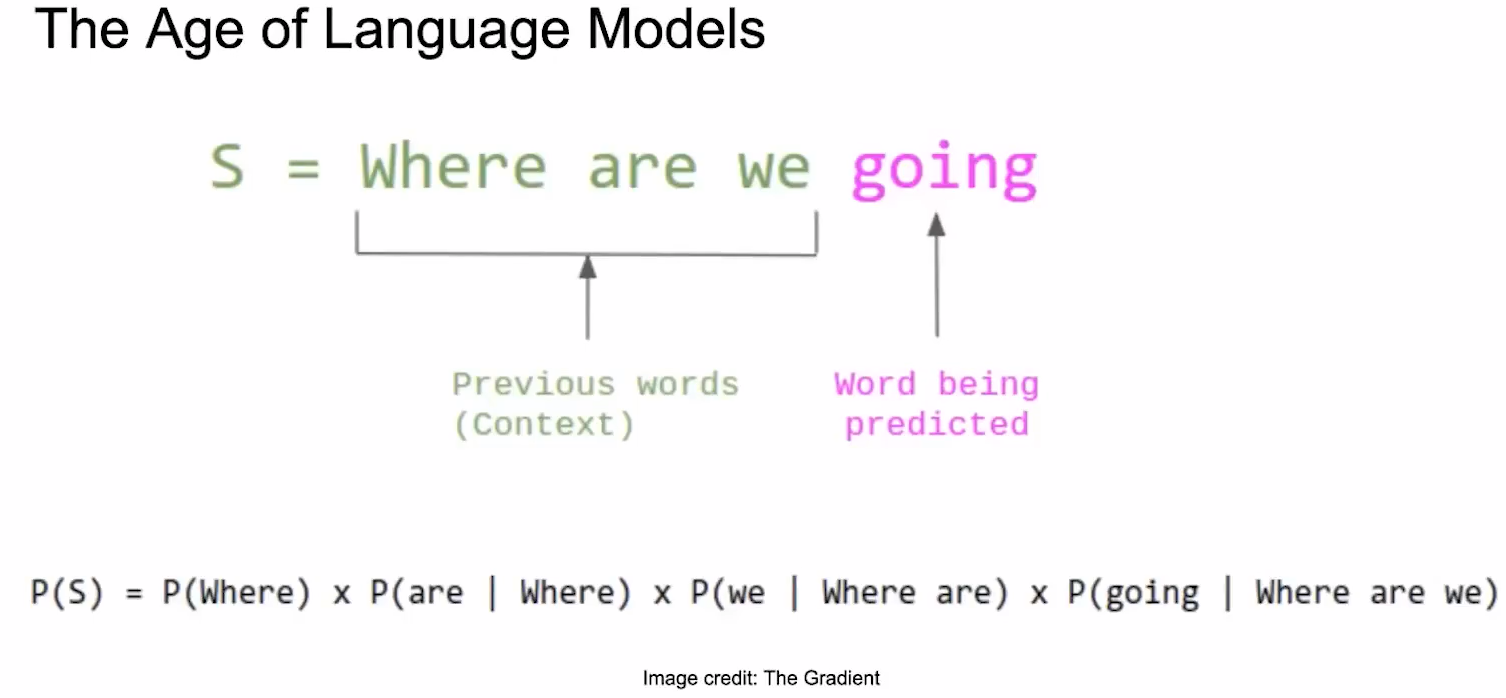 The Age of Language Models
S = Where are we going
Previous words
(Context)
Word being
predicted
P(S) = P(Where) x P(are | Where) x P(we | Where are) x P(going | Where are we)
Image credit: The Gradient